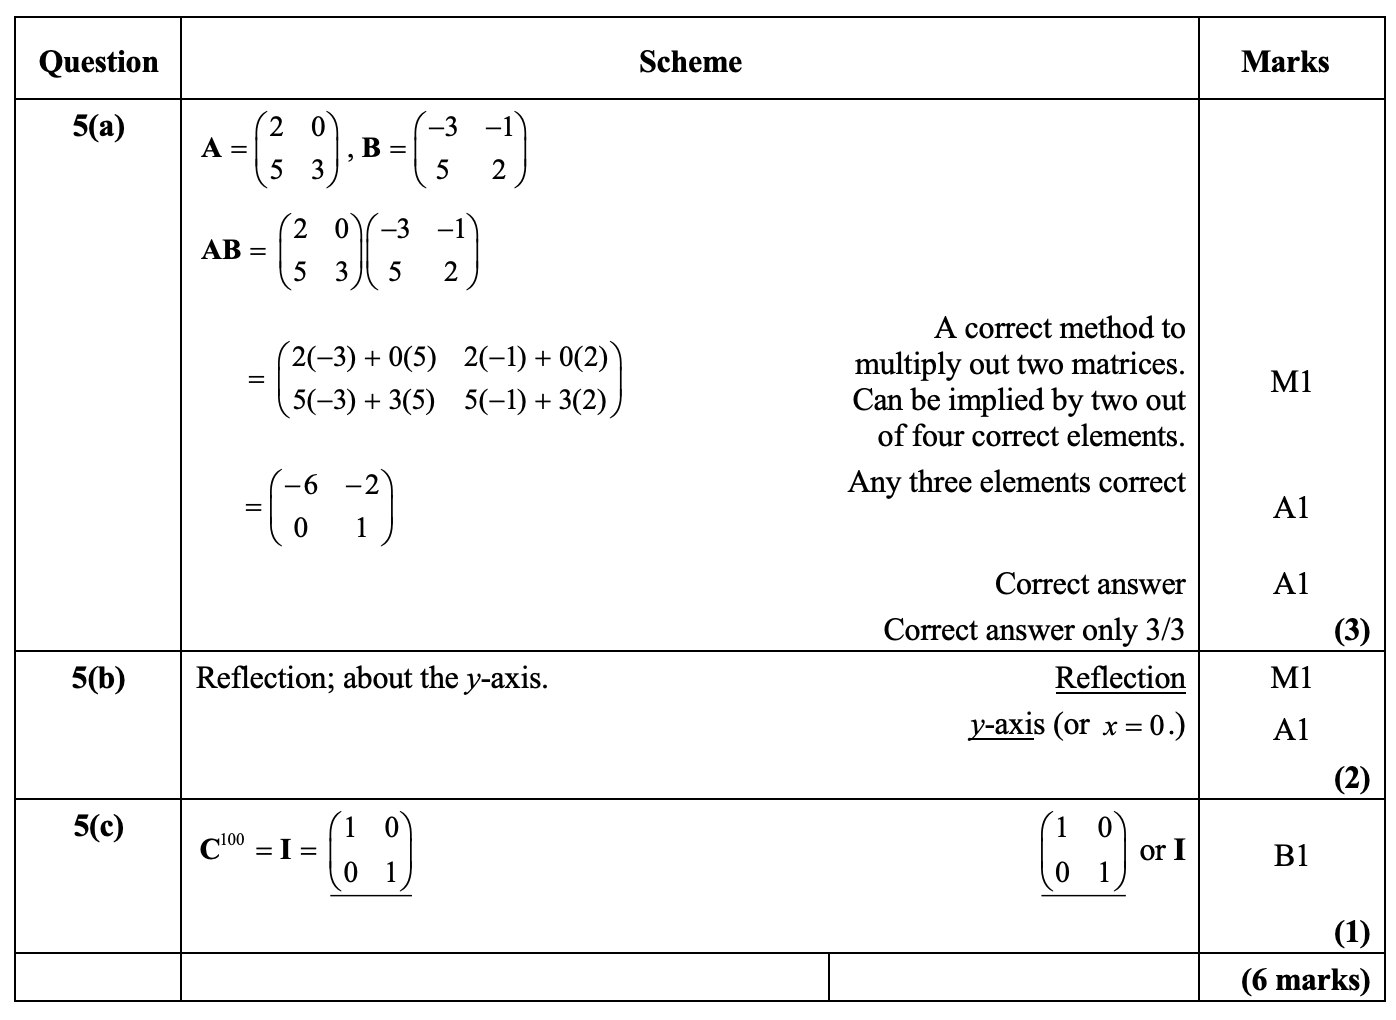 Question Scheme Marks
5(a)
A = (2 0
5 3), B = (−3 −1
5 2)
AB = (2 0
5 3)(−3 −1
5 2)
= (2(−3) + 0(5) 2(−1) + 0(2)
5(−3) + 3(5) 5(−1) + 3(2))
A correct method to
multiply out two matrices.
Can be implied by two out
of four correct elements.
M1
= (−6 −2
0 1)
Any three elements correct
A1
Correct answer A1
Correct answer only 3/3
(3)
5(b) Reflection; about the y-axis. Reflection M1
y-axis (or x = 0.) A1
(2)
5(c)
C¹⁰⁰ = I = (1 0
0 1)
(1 0
0 1) or I
B1
(1)
(6 marks)